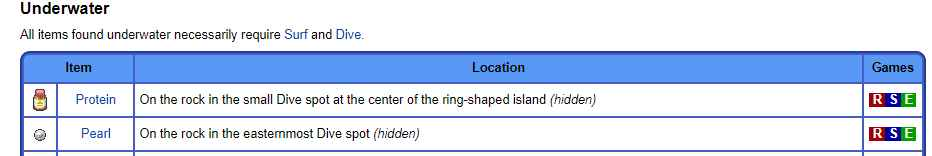 Underwater
All items found underwater necessarily require Surf and Dive.
Item Location Games
Protein On the rock in the small Dive spot at the center of the ring-shaped island (hidden) R S E
Pearl On the rock in the easternmost Dive spot (hidden) R S E